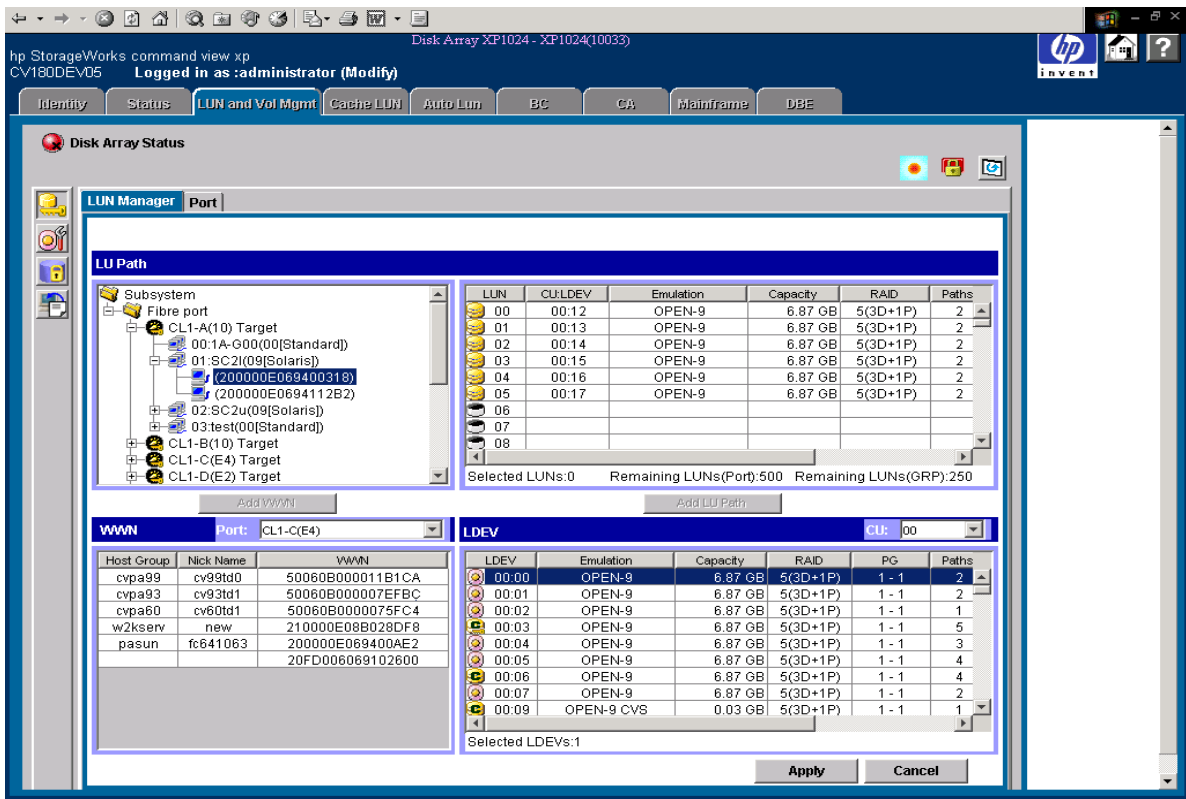 Disk Array XP1024 - XP1024(10033)
hp StorageWorks command view xp
CV180DEV05 Logged in as :administrator (Modify)
hp
invent
?
Identity Status LUN and Vol Mgmt Cache LUN Auto Lun BC CA Mainframe DBE
Disk Array Status
LUN Manager Port
LU Path
Subsystem
Fibre port
CL1-A(10) Target
00:1A-G00(00[Standard])
01:SC2I(09[Solaris])
(200000E069400318)
(200000E0694112B2)
02:SC2u(09[Solaris])
03:test(00[Standard])
CL1-B(10) Target
CL1-C(E4) Target
CL1-D(E2) Target
LUN CU:LDEV Emulation Capacity RAID Paths
00 00:12 OPEN-9 6.87 GB 5(3D+1P) 2
01 00:13 OPEN-9 6.87 GB 5(3D+1P) 2
02 00:14 OPEN-9 6.87 GB 5(3D+1P) 2
03 00:15 OPEN-9 6.87 GB 5(3D+1P) 2
04 00:16 OPEN-9 6.87 GB 5(3D+1P) 2
05 00:17 OPEN-9 6.87 GB 5(3D+1P) 2
06
07
08
Selected LUNs:0 Remaining LUNs(Port):500 Remaining LUNs(GRP):250
Add WWN
Add LU Path
WWN Port: CL1-C(E4)
Host Group Nick Name WWN
cvpa99 cv99td0 50060B000011B1CA
cvpa93 cv93td1 50060B000007EFBC
cvpa60 cv60td1 50060B0000075FC4
w2kserv new 210000E08B028DF8
pasun fc641063 200000E069400AE2
20FD006069102600
LDEV CU: 00
LDEV Emulation Capacity RAID PG Paths
00:00 OPEN-9 6.87 GB 5(3D+1P) 1 - 1 2
00:01 OPEN-9 6.87 GB 5(3D+1P) 1 - 1 2
00:02 OPEN-9 6.87 GB 5(3D+1P) 1 - 1 1
00:03 OPEN-9 6.87 GB 5(3D+1P) 1 - 1 5
00:04 OPEN-9 6.87 GB 5(3D+1P) 1 - 1 3
00:05 OPEN-9 6.87 GB 5(3D+1P) 1 - 1 4
00:06 OPEN-9 6.87 GB 5(3D+1P) 1 - 1 4
00:07 OPEN-9 6.87 GB 5(3D+1P) 1 - 1 2
00:09 OPEN-9 CVS 0.03 GB 5(3D+1P) 1 - 1 1
Selected LDEVs:1
Apply Cancel